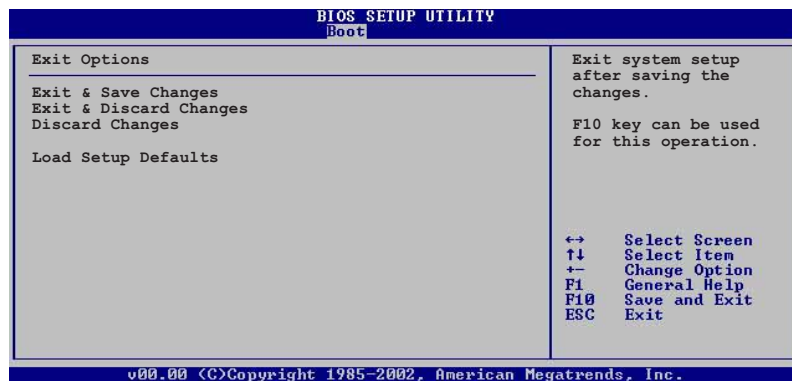 BIOS SETUP UTILITY
Boot
Exit Options
Exit & Save Changes
Exit & Discard Changes
Discard Changes
Load Setup Defaults
Exit system setup
after saving the
changes.
F10 key can be used
for this operation.
←→ Select Screen
↑↓ Select Item
+- Change Option
F1 General Help
F10 Save and Exit
ESC Exit
v00.00 (C)Copyright 1985-2002, American Megatrends, Inc.